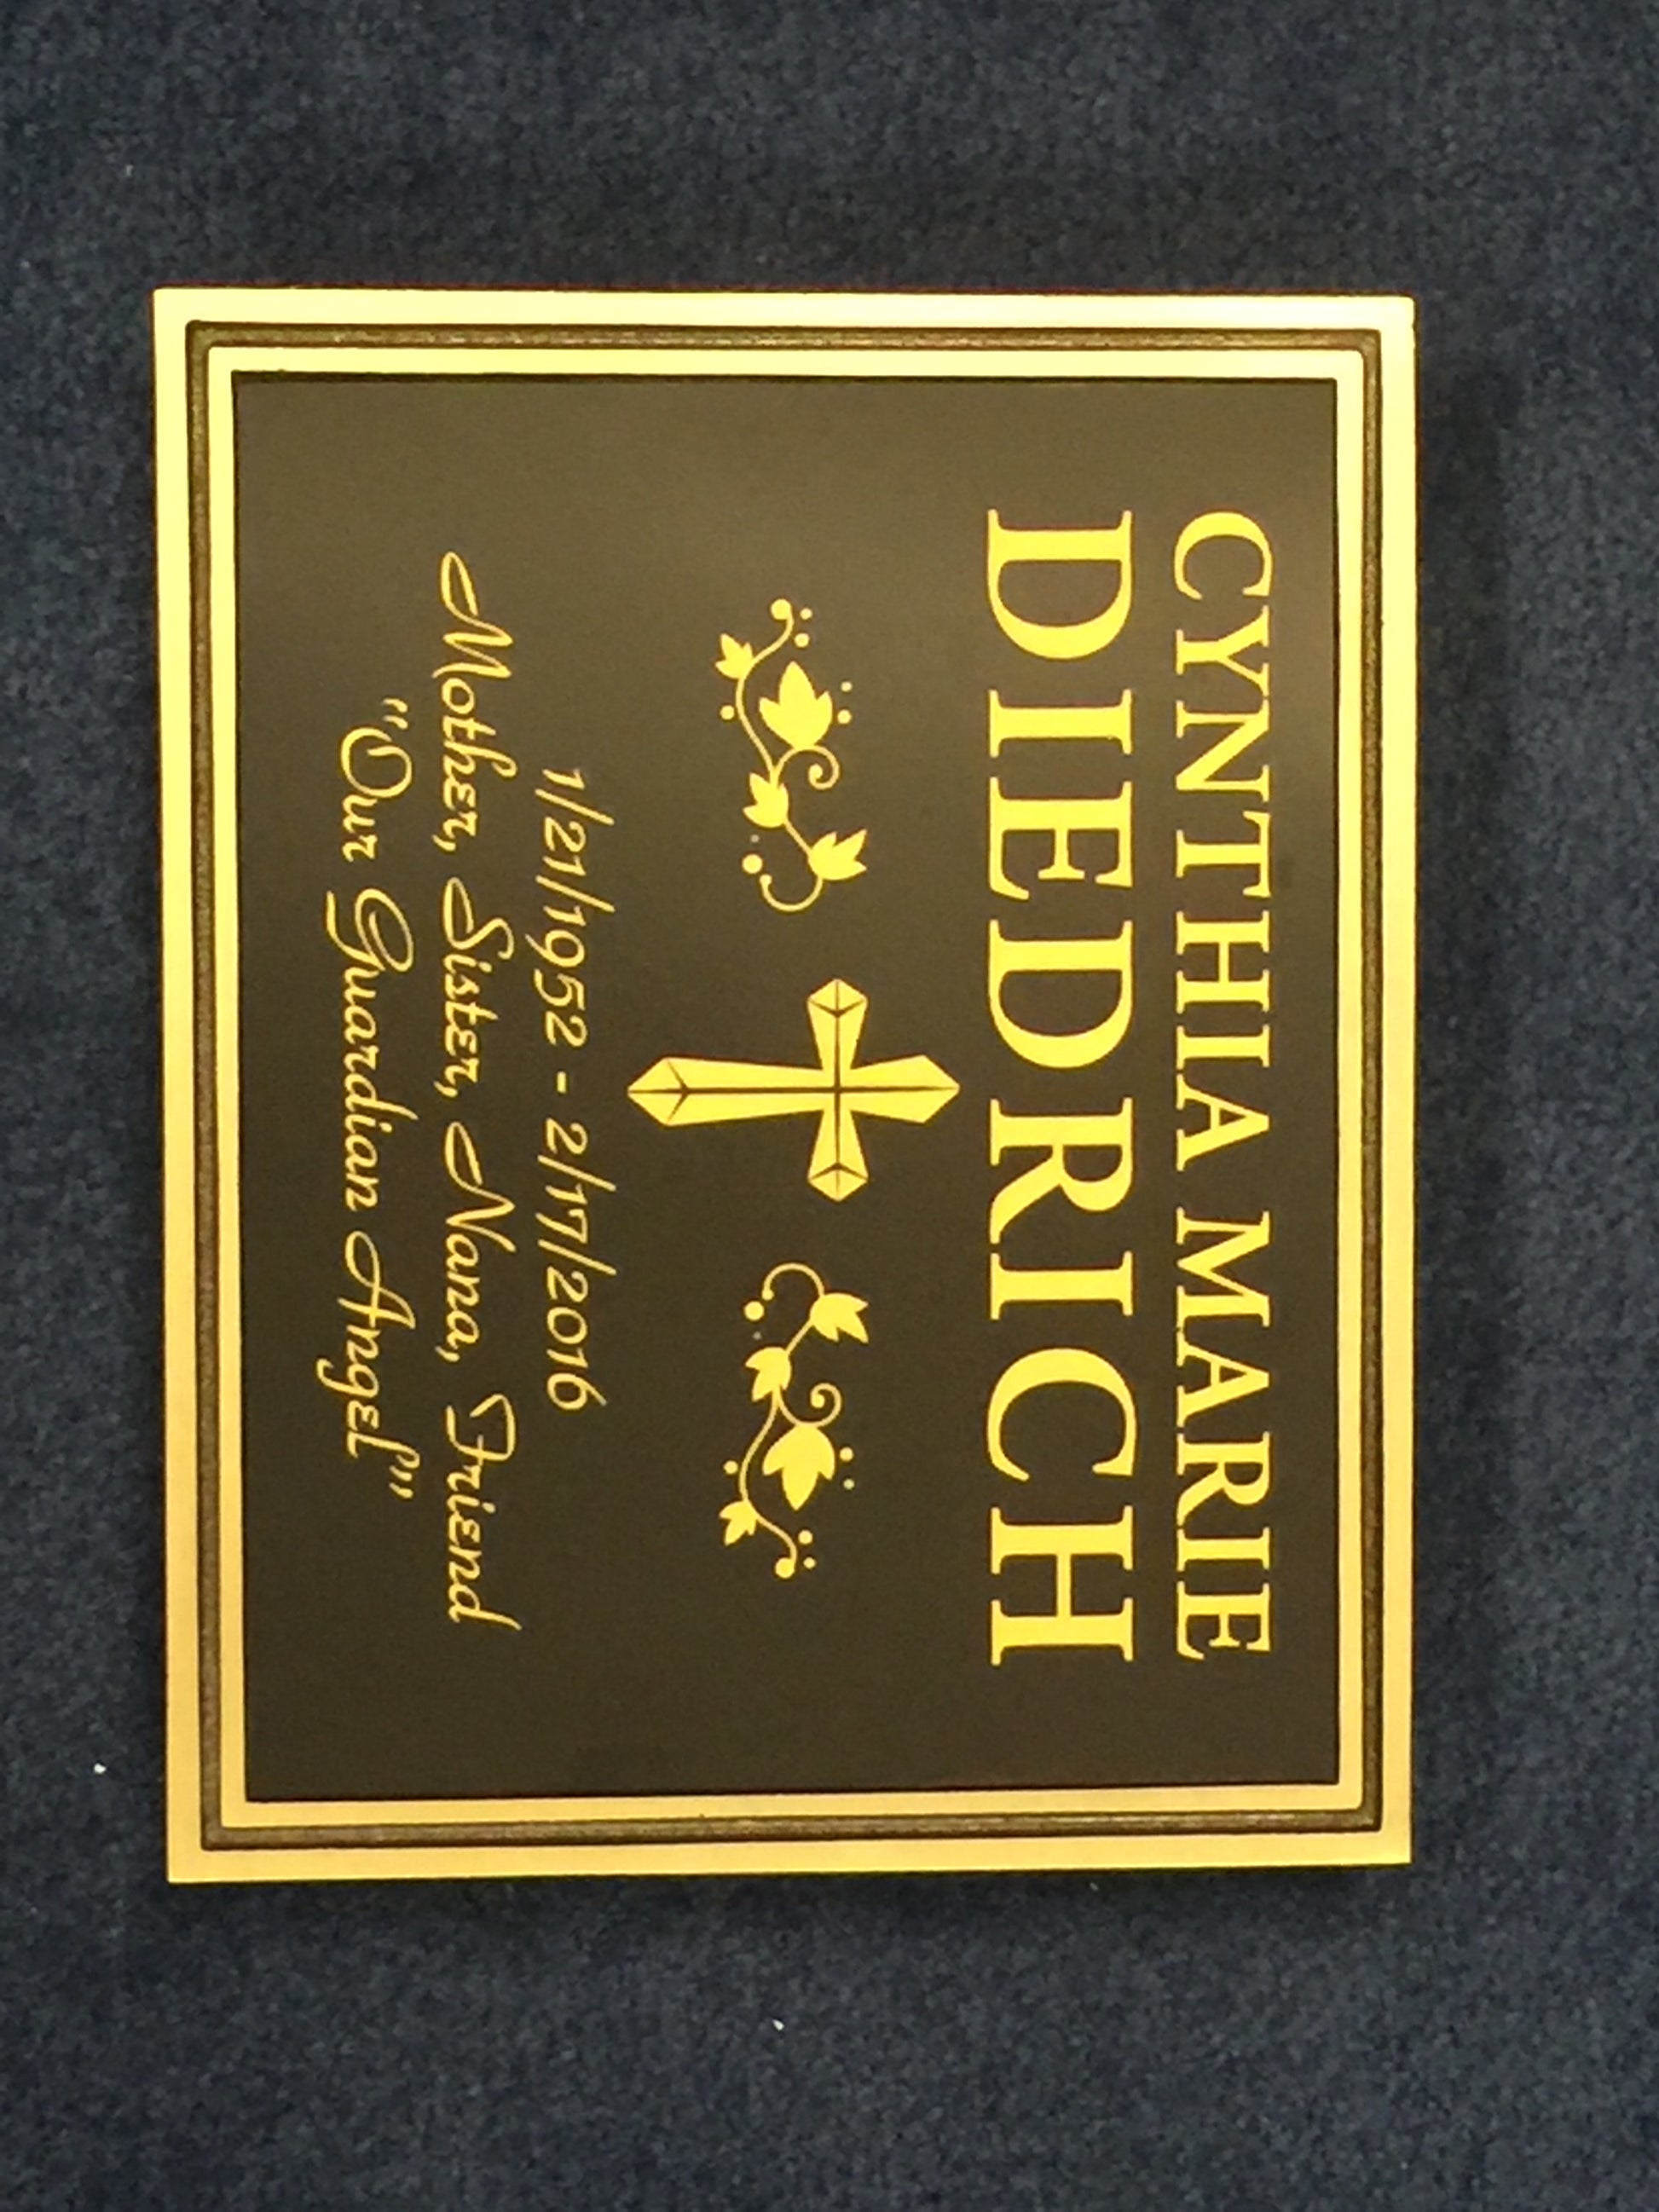 CYNTHIA MARIE
DIEDRICH
1/21/1952 - 2/17/2016
Mother, Sister, Nana, Friend
"Our Guardian Angel"